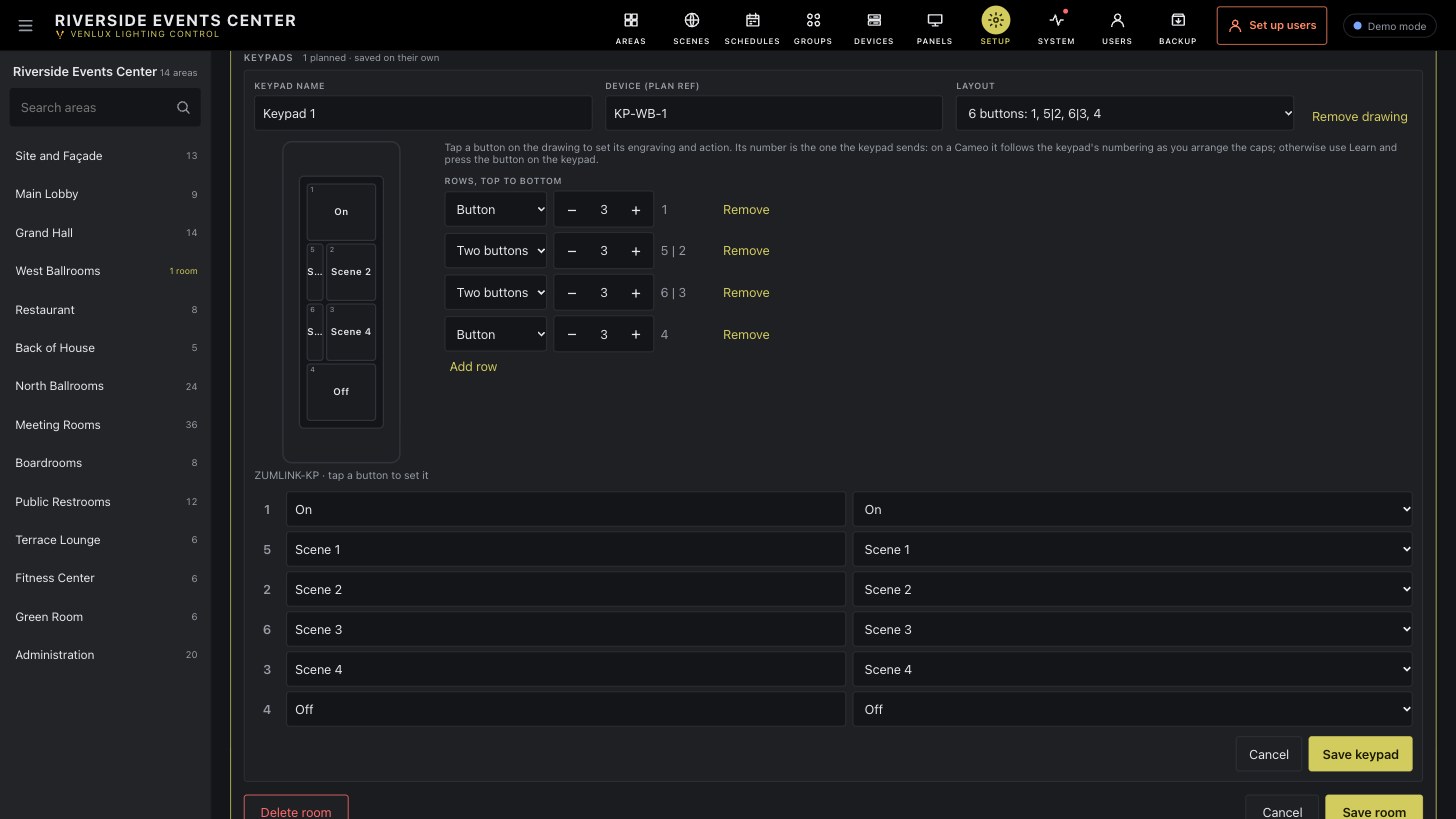 RIVERSIDE EVENTS CENTER
VENLUX LIGHTING CONTROL
AREAS
SCENES
SCHEDULES
GROUPS
DEVICES
PANELS
SETUP
SYSTEM
USERS
BACKUP
Set up users
Demo mode
Riverside Events Center 14 areas
Search areas
Site and Façade 13
Main Lobby 9
Grand Hall 14
West Ballrooms 1 room
Restaurant 8
Back of House 5
North Ballrooms 24
Meeting Rooms 36
Boardrooms 8
Public Restrooms 12
Terrace Lounge 6
Fitness Center 6
Green Room 6
Administration 20
KEYPADS 1 planned · saved on their own
KEYPAD NAME
Keypad 1
DEVICE (PLAN REF)
KP-WB-1
LAYOUT
6 buttons: 1, 5|2, 6|3, 4
Remove drawing
1
On
5 2
S... Scene 2
6 3
S... Scene 4
4
Off
ZUMLINK-KP · tap a button to set it
Tap a button on the drawing to set its engraving and action. Its number is the one the keypad sends: on a Cameo it follows the keypad's numbering as you arrange the caps; otherwise use Learn and
press the button on the keypad.
ROWS, TOP TO BOTTOM
Button − 3 + 1 Remove
Two buttons − 3 + 5 | 2 Remove
Two buttons − 3 + 6 | 3 Remove
Button − 3 + 4 Remove
Add row
1 On On
5 Scene 1 Scene 1
2 Scene 2 Scene 2
6 Scene 3 Scene 3
3 Scene 4 Scene 4
4 Off Off
Cancel Save keypad
Delete room Cancel Save room